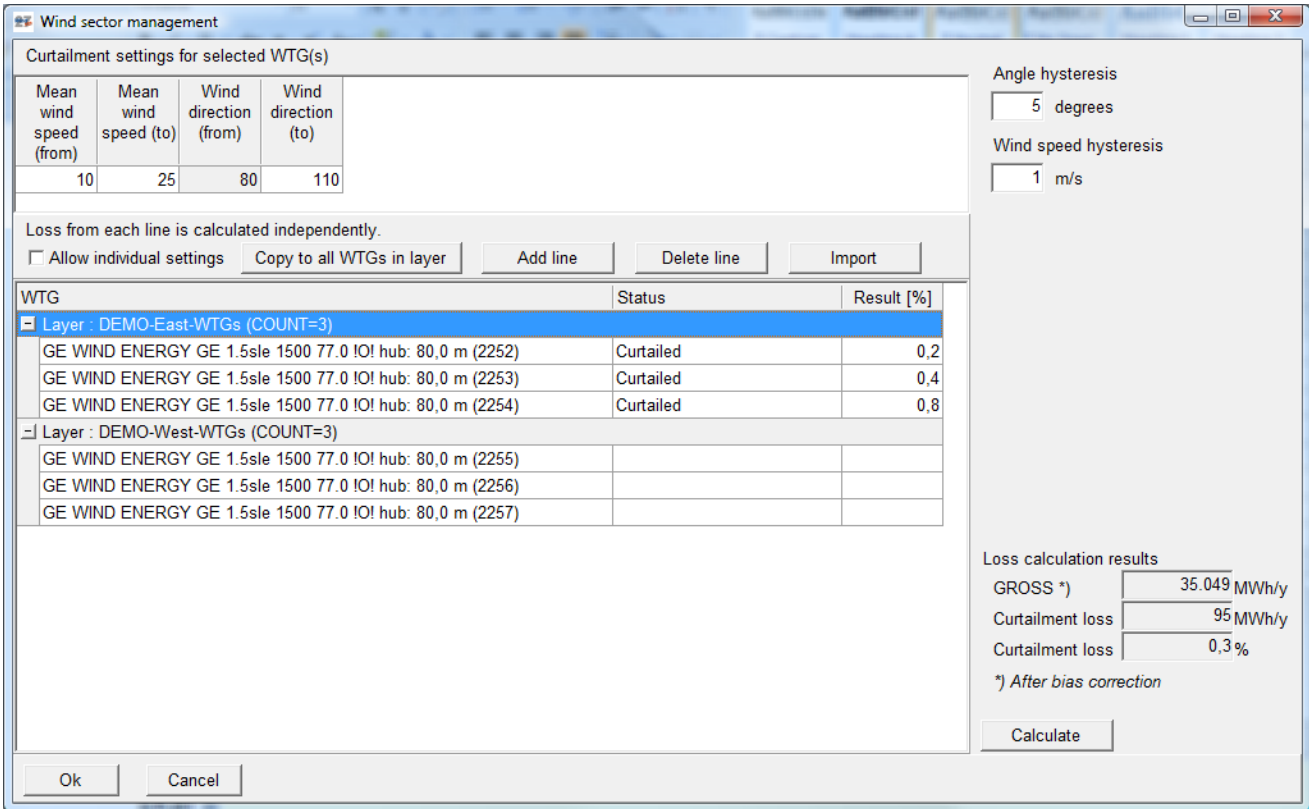 Wind sector management
Curtailment settings for selected WTG(s)
Mean wind speed (from) Mean wind speed (to) Wind direction (from) Wind direction (to)
10 25 80 110
Angle hysteresis
5 degrees
Wind speed hysteresis
1 m/s
Loss from each line is calculated independently.
Allow individual settings Copy to all WTGs in layer Add line Delete line Import
WTG Status Result [%]
Layer : DEMO-East-WTGs (COUNT=3)
GE WIND ENERGY GE 1.5sle 1500 77.0 !O! hub: 80,0 m (2252) Curtailed 0,2
GE WIND ENERGY GE 1.5sle 1500 77.0 !O! hub: 80,0 m (2253) Curtailed 0,4
GE WIND ENERGY GE 1.5sle 1500 77.0 !O! hub: 80,0 m (2254) Curtailed 0,8
Layer : DEMO-West-WTGs (COUNT=3)
GE WIND ENERGY GE 1.5sle 1500 77.0 !O! hub: 80,0 m (2255)
GE WIND ENERGY GE 1.5sle 1500 77.0 !O! hub: 80,0 m (2256)
GE WIND ENERGY GE 1.5sle 1500 77.0 !O! hub: 80,0 m (2257)
Loss calculation results
GROSS *) 35.049 MWh/y
Curtailment loss 95 MWh/y
Curtailment loss 0,3 %
*) After bias correction
Calculate
Ok Cancel